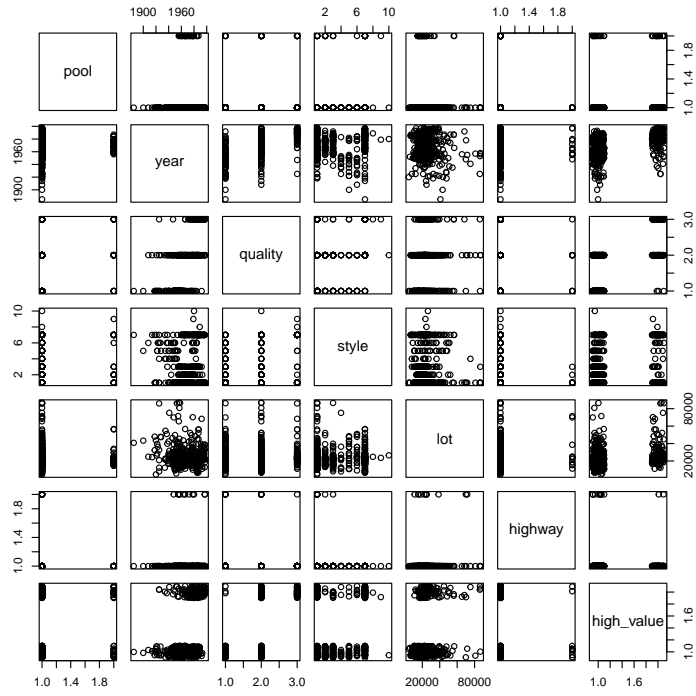 1900 1960 2 6 10 1.0 1.4 1.8
pool 1.0 1.4 1.8
1900 1960 year
quality 1.0 2.0 3.0
2 6 10 style
lot 20000 80000
1.0 1.4 1.8 highway
high_value 1.0 1.6
1.0 1.4 1.8 1.0 2.0 3.0 20000 80000 1.0 1.6